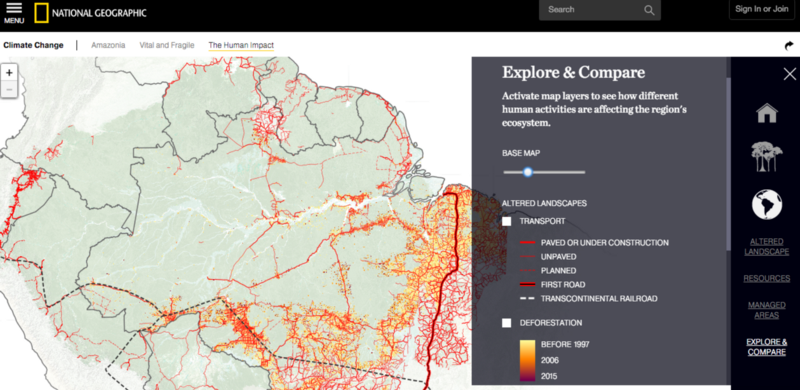 MENU
NATIONAL GEOGRAPHIC
Search
Sign In or Join
Climate Change
Amazonia
Vital and Fragile
The Human Impact
+
−
Explore & Compare
Activate map layers to see how different
human activities are affecting the region's
ecosystem.
BASE MAP
ALTERED LANDSCAPES
TRANSPORT
PAVED OR UNDER CONSTRUCTION
UNPAVED
PLANNED
FIRST ROAD
TRANSCONTINENTAL RAILROAD
DEFORESTATION
BEFORE 1997
2006
2015
ALTERED
LANDSCAPE
RESOURCES
MANAGED
AREAS
EXPLORE &
COMPARE